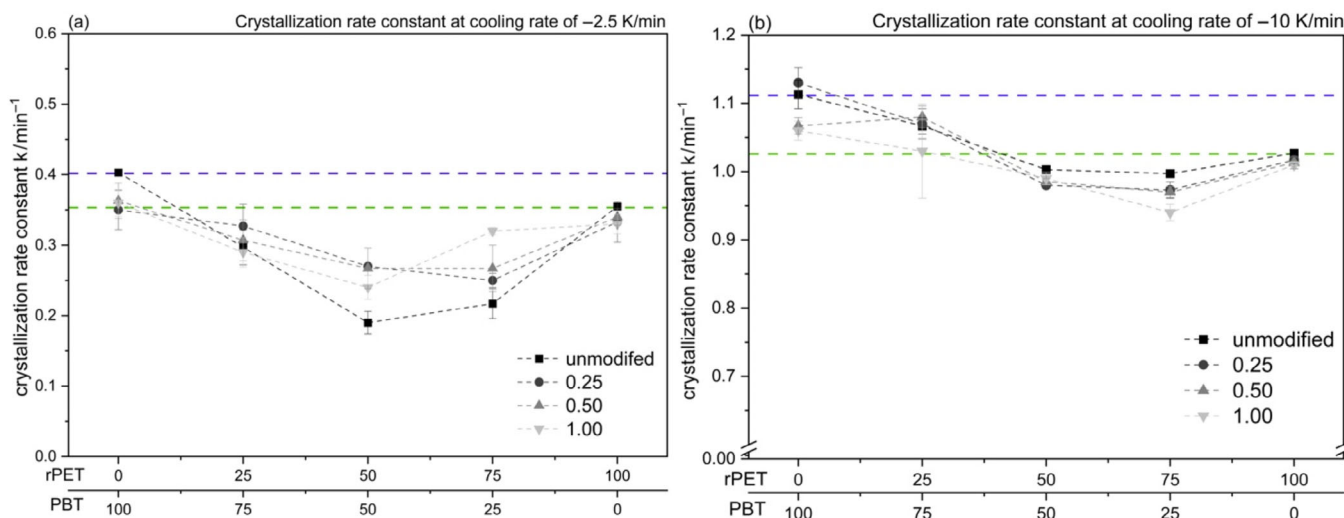 (a) Crystallization rate constant at cooling rate of –2.5 K/min
crystallization rate constant k/min⁻¹
0.6
0.5
0.4
0.3
0.2
0.1
0.0
unmodifed
0.25
0.50
1.00
rPET 0 25 50 75 100
PBT 100 75 50 25 0
(b) Crystallization rate constant at cooling rate of –10 K/min
crystallization rate constant k/min⁻¹
1.2
1.1
1.0
0.9
0.8
0.7
0.00
unmodified
0.25
0.50
1.00
rPET 0 25 50 75 100
PBT 100 75 50 25 0